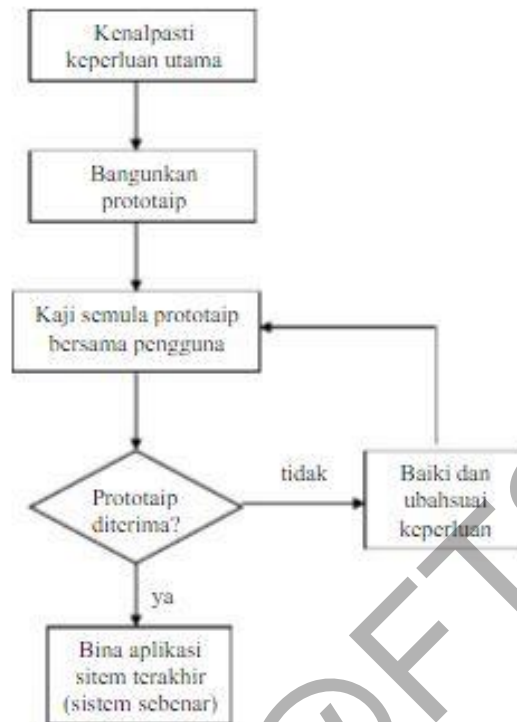 Kenalpasti
keperluan utama
Bangunkan
prototaip
Kaji semula prototaip
bersama pengguna
Prototaip
diterima?
tidak
Baiki dan
ubahsuai
keperluan
ya
Bina aplikasi
sitem terakhir
(sistem sebenar)
@FTS